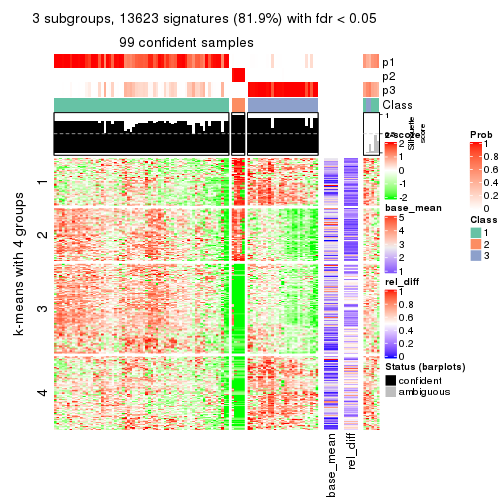 3 subgroups, 13623 signatures (81.9%) with fdr < 0.05
99 confident samples
p1
p2
p3
Class
1
0
Silhouette
score
k-means with 4 groups
1
2
3
4
base_mean
rel_diff
z-score
2
1
0
-1
-2
base_mean
5
4
3
2
1
rel_diff
1
0.8
0.6
0.4
0.2
0
Status (barplots)
confident
ambiguous
Prob
1
0.8
0.6
0.4
0.2
0
Class
1
2
3